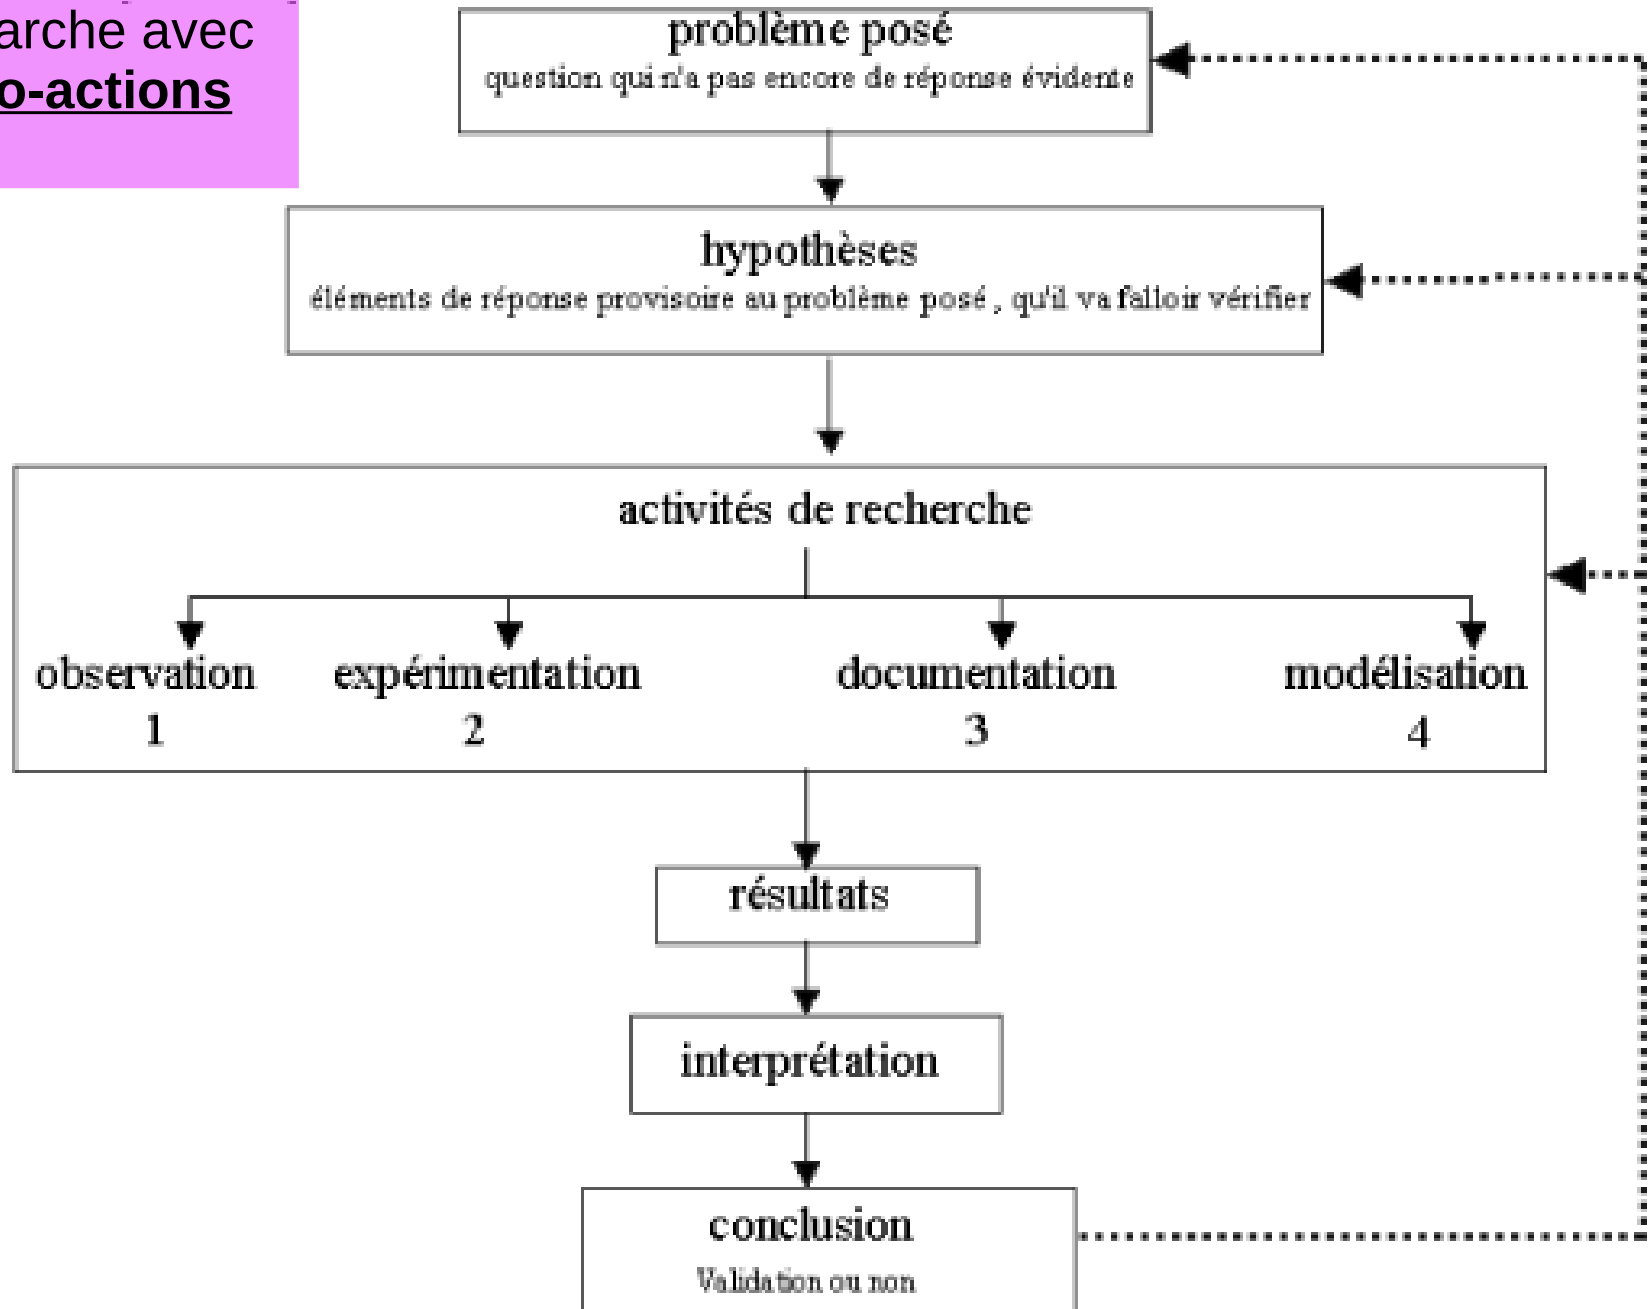 arche avec
o-actions
problème posé
question qui n'a pas encore de réponse évidente
hypothèses
éléments de réponse provisoire au problème posé , qu'il va falloir vérifier
activités de recherche
observation expérimentation documentation modélisation
1 2 3 4
résultats
interprétation
conclusion
Validation ou non